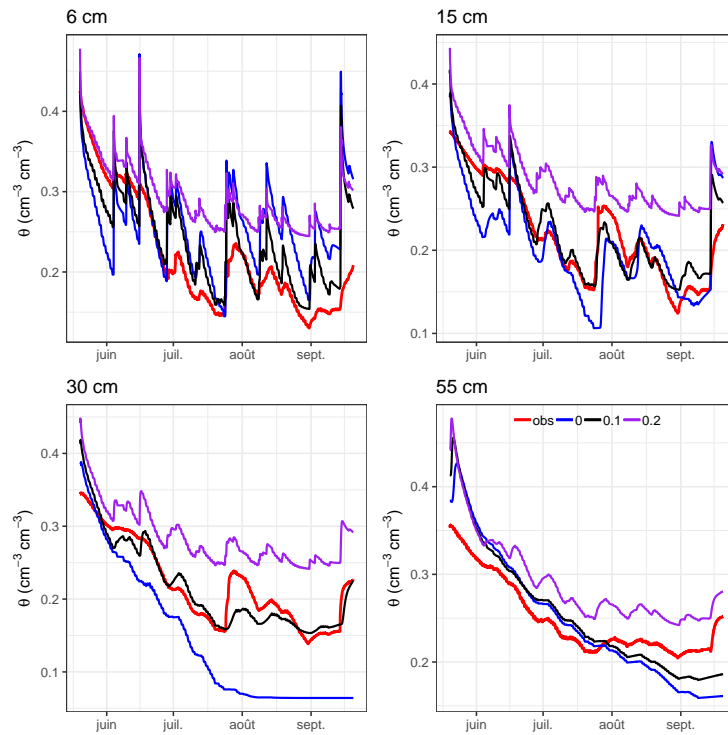 6 cm
θ (cm⁻³ cm⁻³)
0.4
0.3
0.2
juin juil. août sept.
15 cm
θ (cm⁻³ cm⁻³)
0.4
0.3
0.2
0.1
juin juil. août sept.
30 cm
θ (cm⁻³ cm⁻³)
0.4
0.3
0.2
0.1
juin juil. août sept.
55 cm
obs 0 0.1 0.2
θ (cm⁻³ cm⁻³)
0.4
0.3
0.2
juin juil. août sept.